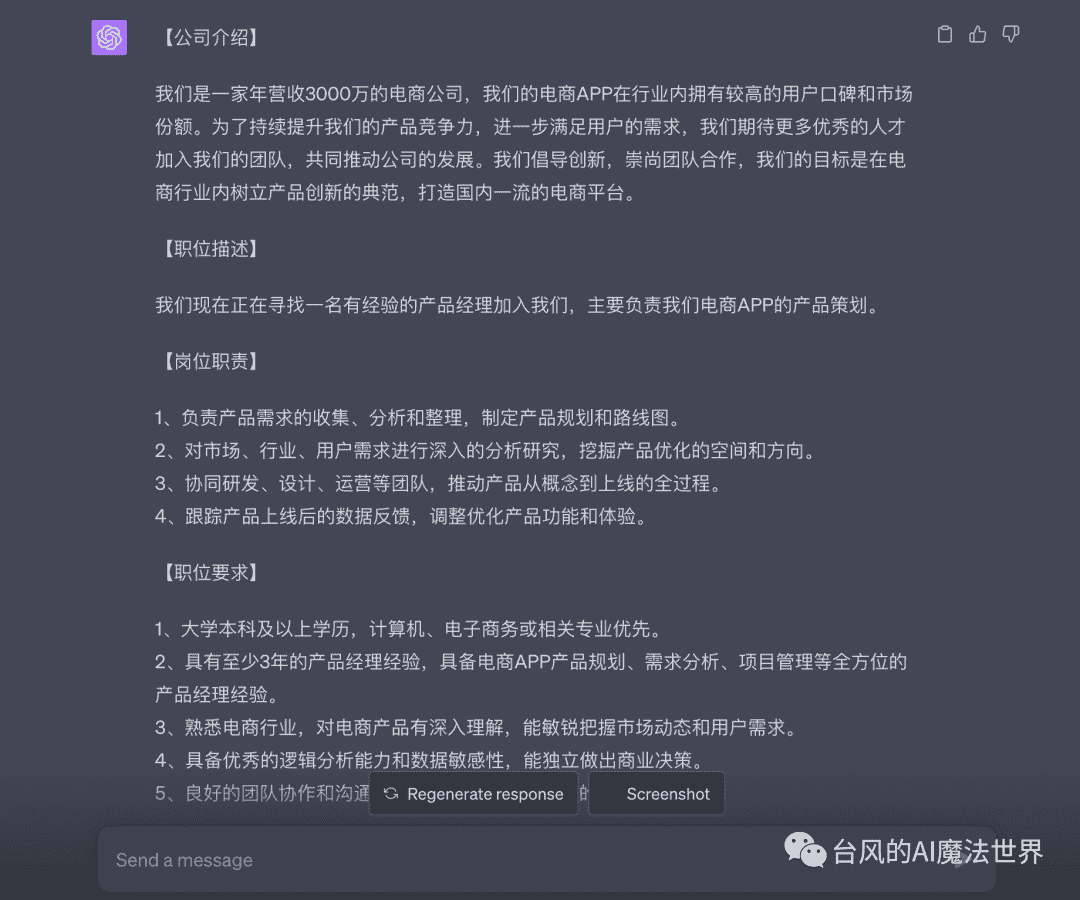 【公司介绍】
我们是一家年营收3000万的电商公司，我们的电商APP在行业内拥有较高的用户口碑和市场
份额。为了持续提升我们的产品竞争力，进一步满足用户的需求，我们期待更多优秀的人才
加入我们的团队，共同推动公司的发展。我们倡导创新，崇尚团队合作，我们的目标是在电
商行业内树立产品创新的典范，打造国内一流的电商平台。
【职位描述】
我们现在正在寻找一名有经验的产品经理加入我们，主要负责我们电商APP的产品策划。
【岗位职责】
1、负责产品需求的收集、分析和整理，制定产品规划和路线图。
2、对市场、行业、用户需求进行深入的分析研究，挖掘产品优化的空间和方向。
3、协同研发、设计、运营等团队，推动产品从概念到上线的全过程。
4、跟踪产品上线后的数据反馈，调整优化产品功能和体验。
【职位要求】
1、大学本科及以上学历，计算机、电子商务或相关专业优先。
2、具有至少3年的产品经理经验，具备电商APP产品规划、需求分析、项目管理等全方位的
产品经理经验。
3、熟悉电商行业，对电商产品有深入理解，能敏锐把握市场动态和用户需求。
4、具备优秀的逻辑分析能力和数据敏感性，能独立做出商业决策。
5、良好的团队协作和沟通
Regenerate response
的
Screenshot
Send a message
台风的AI魔法世界